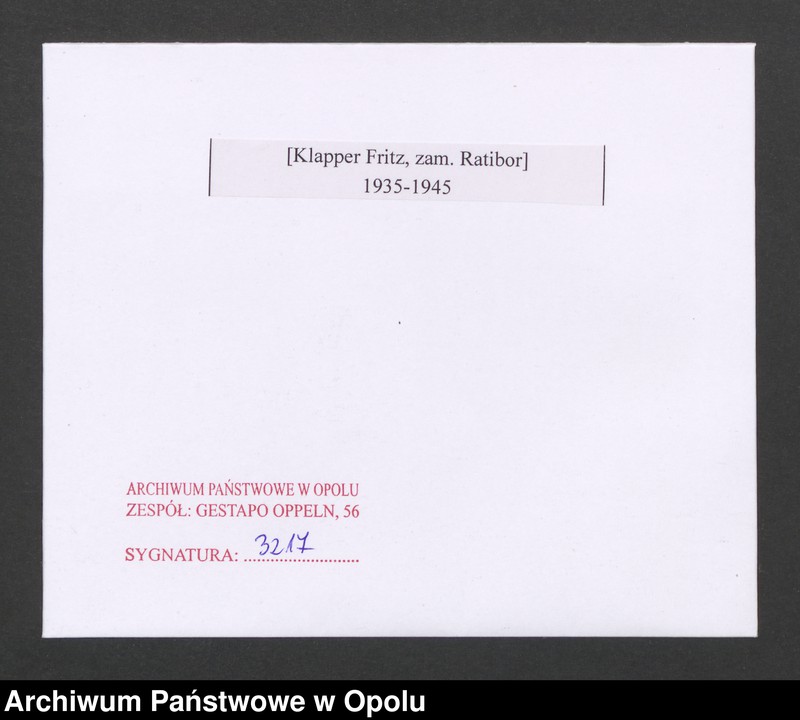 [Klapper Fritz, zam. Ratibor]
1935-1945
ARCHIWUM PAŃSTWOWE W OPOLU
ZESPÓŁ: GESTAPO OPPELN, 56
SYGNATURA: 3217
Archiwum Państwowe w Opolu